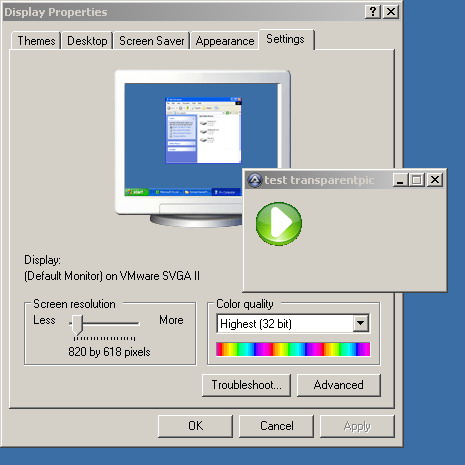 Display Properties
Themes Desktop Screen Saver Appearance Settings
test transparentpic
Display:
(Default Monitor) on VMware SVGA II
Screen resolution
Less More
820 by 618 pixels
Color quality
Highest (32 bit)
Troubleshoot... Advanced
OK Cancel Apply